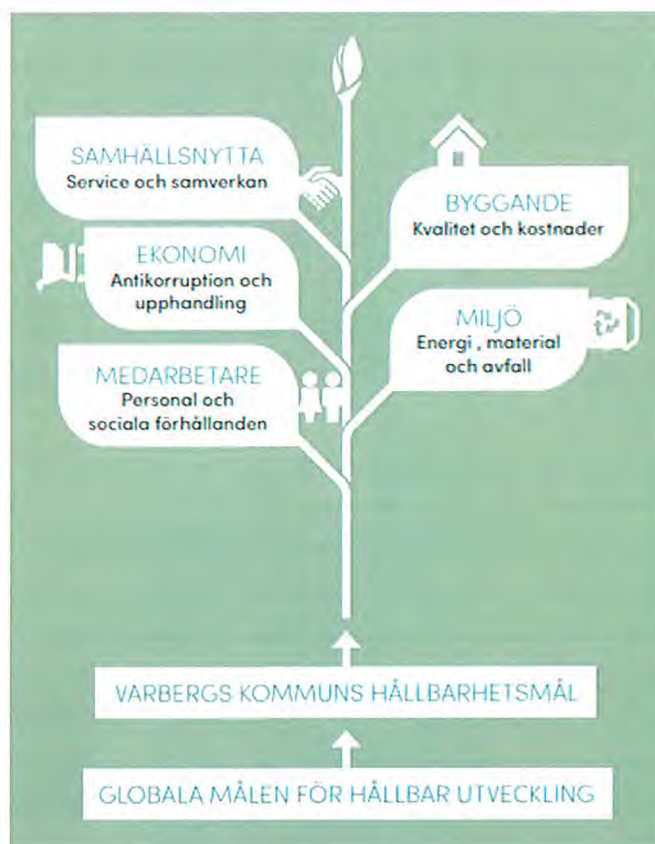 SAMHÄLLSNYTTA
Service och samverkan
BYGGANDE
Kvalitet och kostnader
EKONOMI
Antikorruption och
upphandling
MILJÖ
Energi , material
och avfall
MEDARBETARE
Personal och
sociala förhållanden
VARBERGS KOMMUNS HÅLLBARHETSMÅL
GLOBALA MÅLEN FÖR HÅLLBAR UTVECKLING